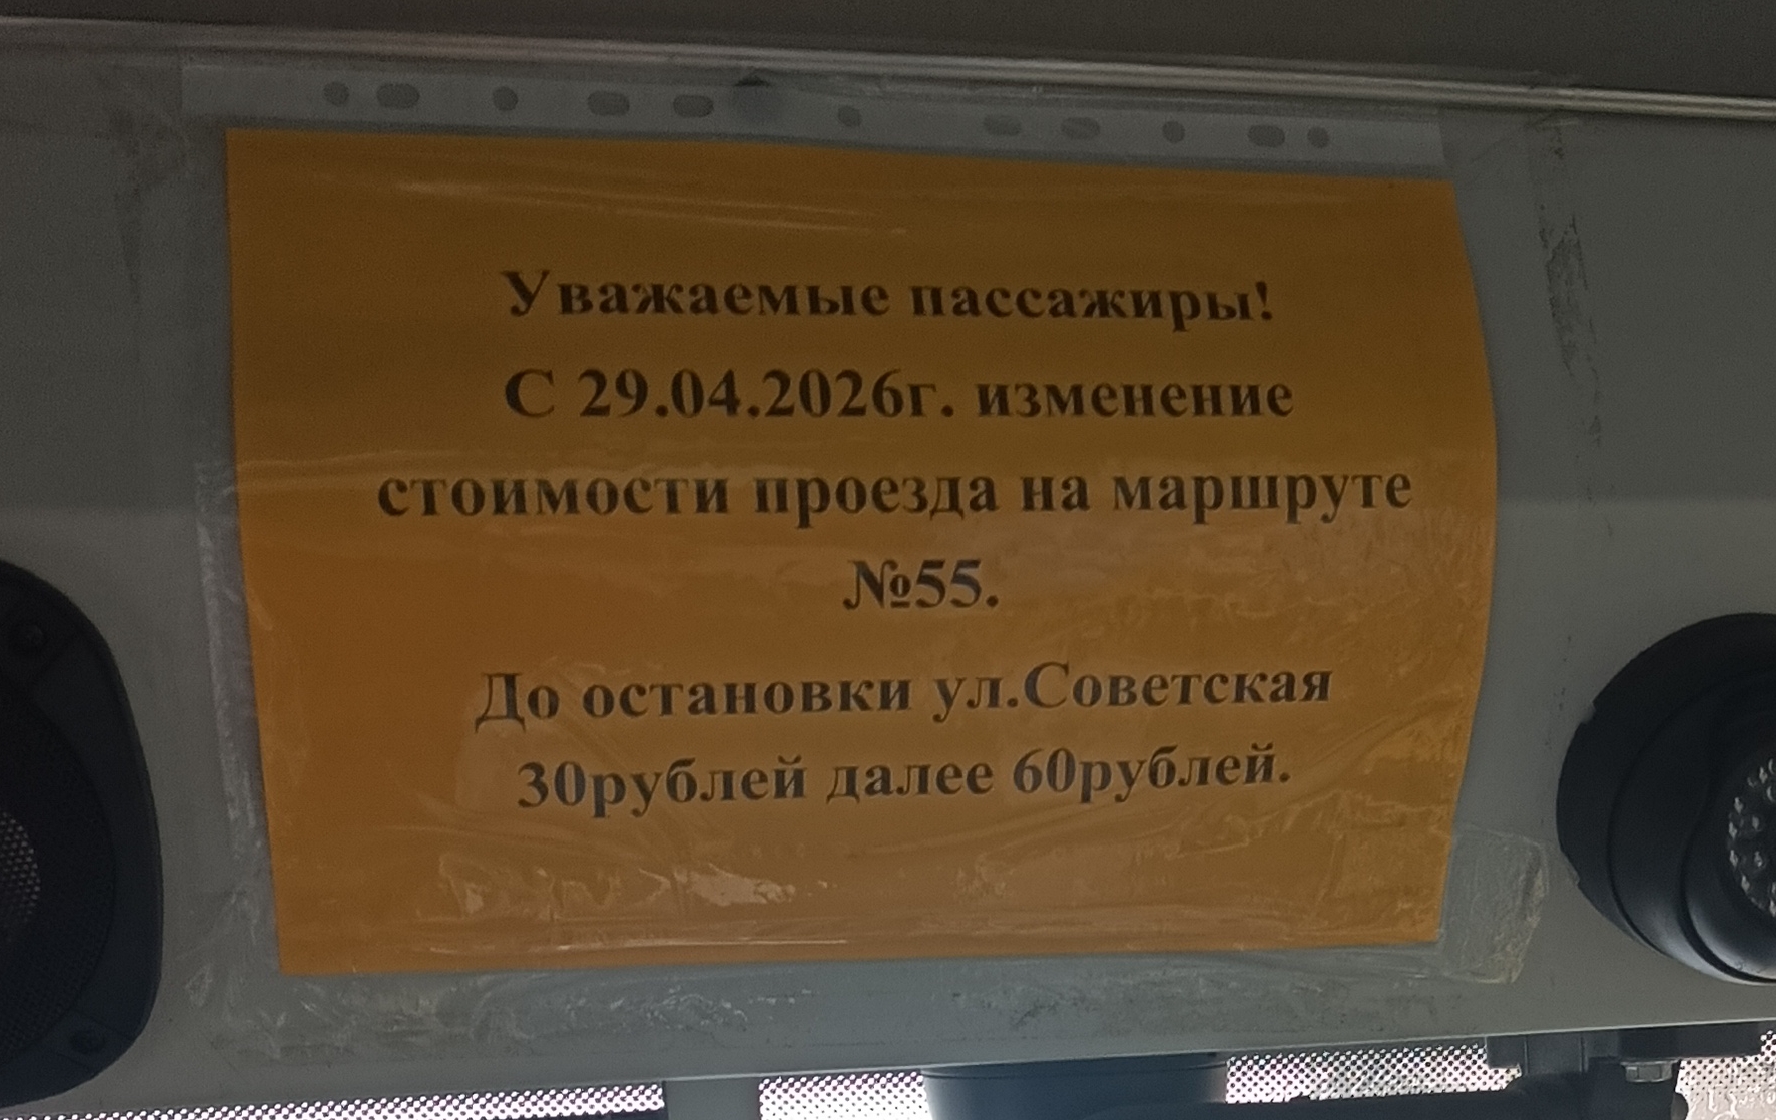 Уважаемые пассажиры!
С 29.04.2026г. изменение
стоимости проезда на маршруте
№55.
До остановки ул.Советская
30рублей далее 60рублей.